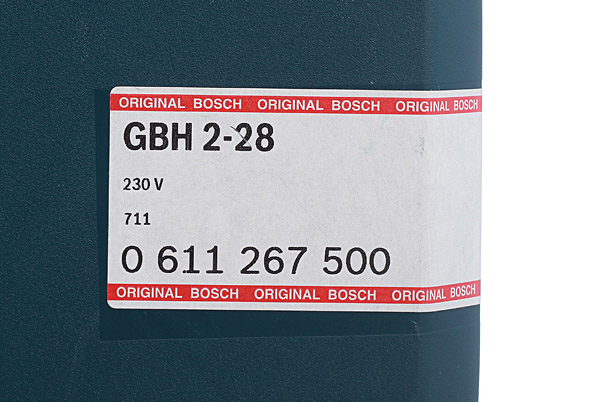 ORIGINAL BOSCH ORIGINAL BOSCH ORIGINAL BOSCH
GBH 2-28
230 V
711
0 611 267 500
ORIGINAL BOSCH ORIGINAL BOSCH ORIGINAL BOSCH